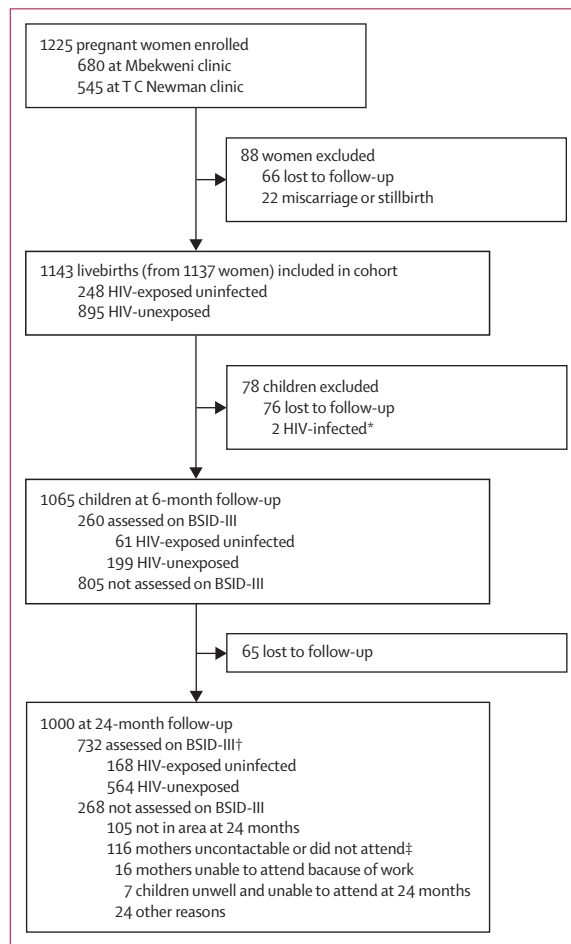 1225 pregnant women enrolled
680 at Mbekweni clinic
545 at T C Newman clinic
88 women excluded
66 lost to follow-up
22 miscarriage or stillbirth
1143 livebirths (from 1137 women) included in cohort
248 HIV-exposed uninfected
895 HIV-unexposed
78 children excluded
76 lost to follow-up
2 HIV-infected*
1065 children at 6-month follow-up
260 assessed on BSID-III
61 HIV-exposed uninfected
199 HIV-unexposed
805 not assessed on BSID-III
65 lost to follow-up
1000 at 24-month follow-up
732 assessed on BSID-III†
168 HIV-exposed uninfected
564 HIV-unexposed
268 not assessed on BSID-III
105 not in area at 24 months
116 mothers uncontactable or did not attend‡
16 mothers unable to attend bacause of work
7 children unwell and unable to attend at 24 months
24 other reasons